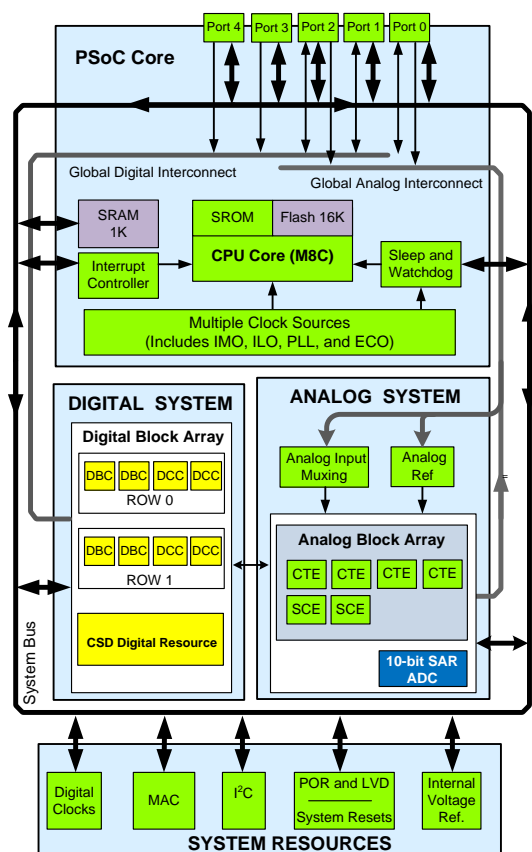 Port 4 Port 3 Port 2 Port 1 Port 0
PSoC Core
Global Digital Interconnect
Global Analog Interconnect
SRAM
1K
SROM
Flash 16K
CPU Core (M8C)
Interrupt
Controller
Sleep and
Watchdog
Multiple Clock Sources
(Includes IMO, ILO, PLL, and ECO)
DIGITAL SYSTEM
Digital Block Array
DBC DBC DCC DCC
ROW 0
DBC DBC DCC DCC
ROW 1
CSD Digital Resource
ANALOG SYSTEM
Analog Input
Muxing
Analog
Ref
Analog Block Array
CTE CTE CTE CTE
SCE SCE
10-bit SAR
ADC
System Bus
Digital
Clocks
MAC
I²C
POR and LVD
System Resets
Internal
Voltage
Ref.
SYSTEM RESOURCES